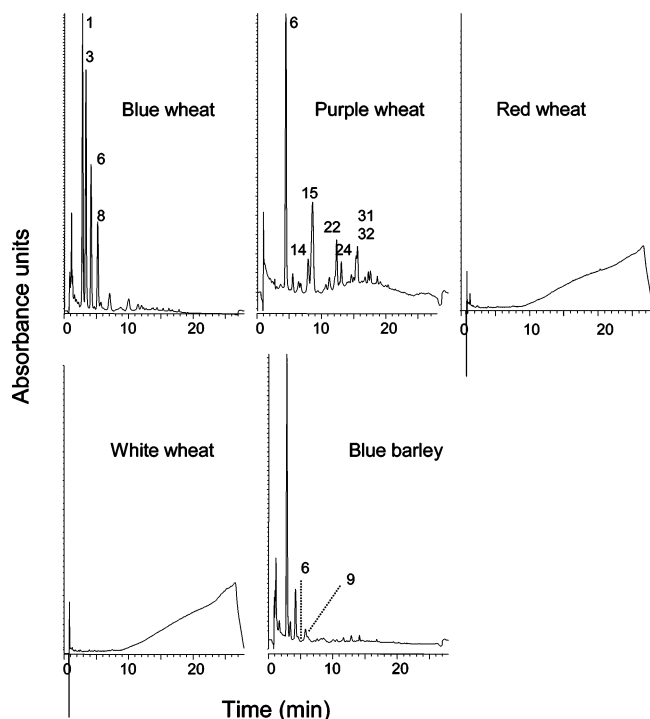 1
3
6
8
Blue wheat
0 10 20
6
14
15
22
24
31
32
Purple wheat
0 10 20
Red wheat
0 10 20
Absorbance units
White wheat
0 10 20
Blue barley
6
9
0 10 20
Time (min)